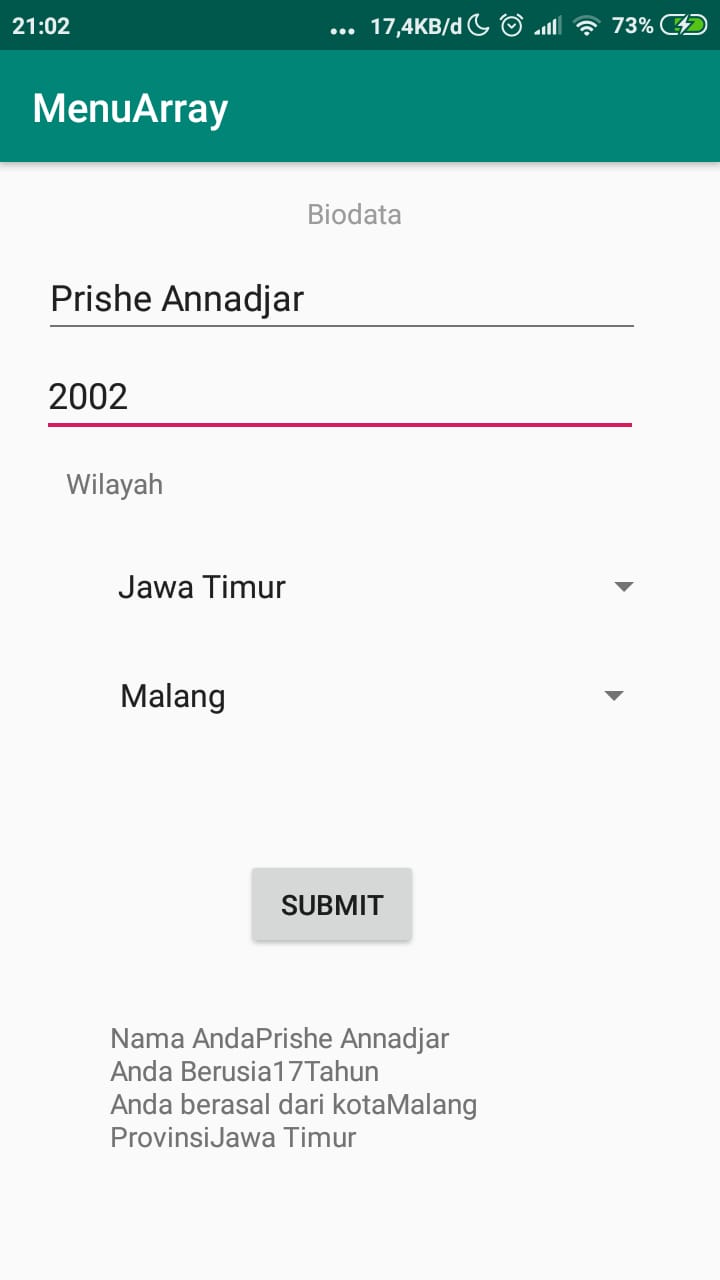 21:02 ... 17,4KB/d 73%
MenuArray
Biodata
Prishe Annadjar
2002
Wilayah
Jawa Timur
Malang
SUBMIT
Nama AndaPrishe Annadjar
Anda Berusia17Tahun
Anda berasal dari kotaMalang
ProvinsiJawa Timur